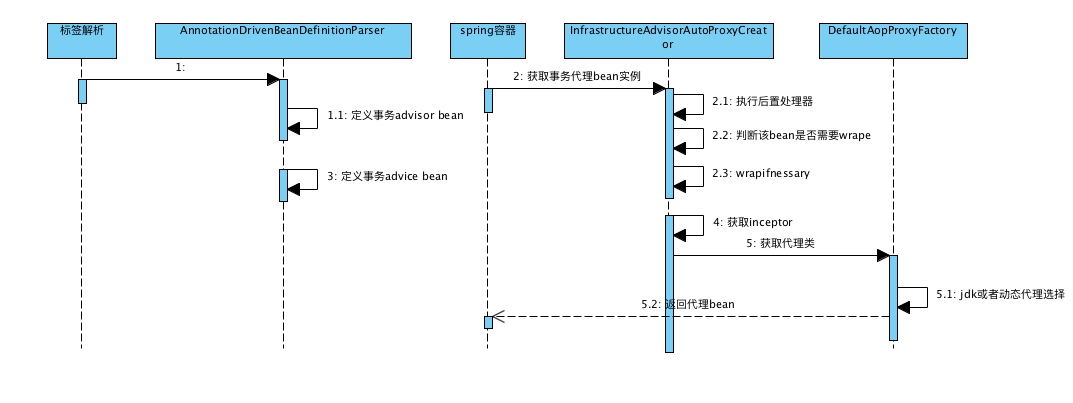 标签解析
AnnotationDrivenBeanDefinitionParser
spring容器
InfrastructureAdvisorAutoProxyCreat
or
DefaultAopProxyFactory
1:
2: 获取事务代理bean实例
2.1: 执行后置处理器
1.1: 定义事务advisor bean
2.2: 判断该bean是否需要wrape
2.3: wrapifnessary
3: 定义事务advice bean
4: 获取inceptor
5: 获取代理类
5.1: jdk或者动态代理选择
5.2: 返回代理bean